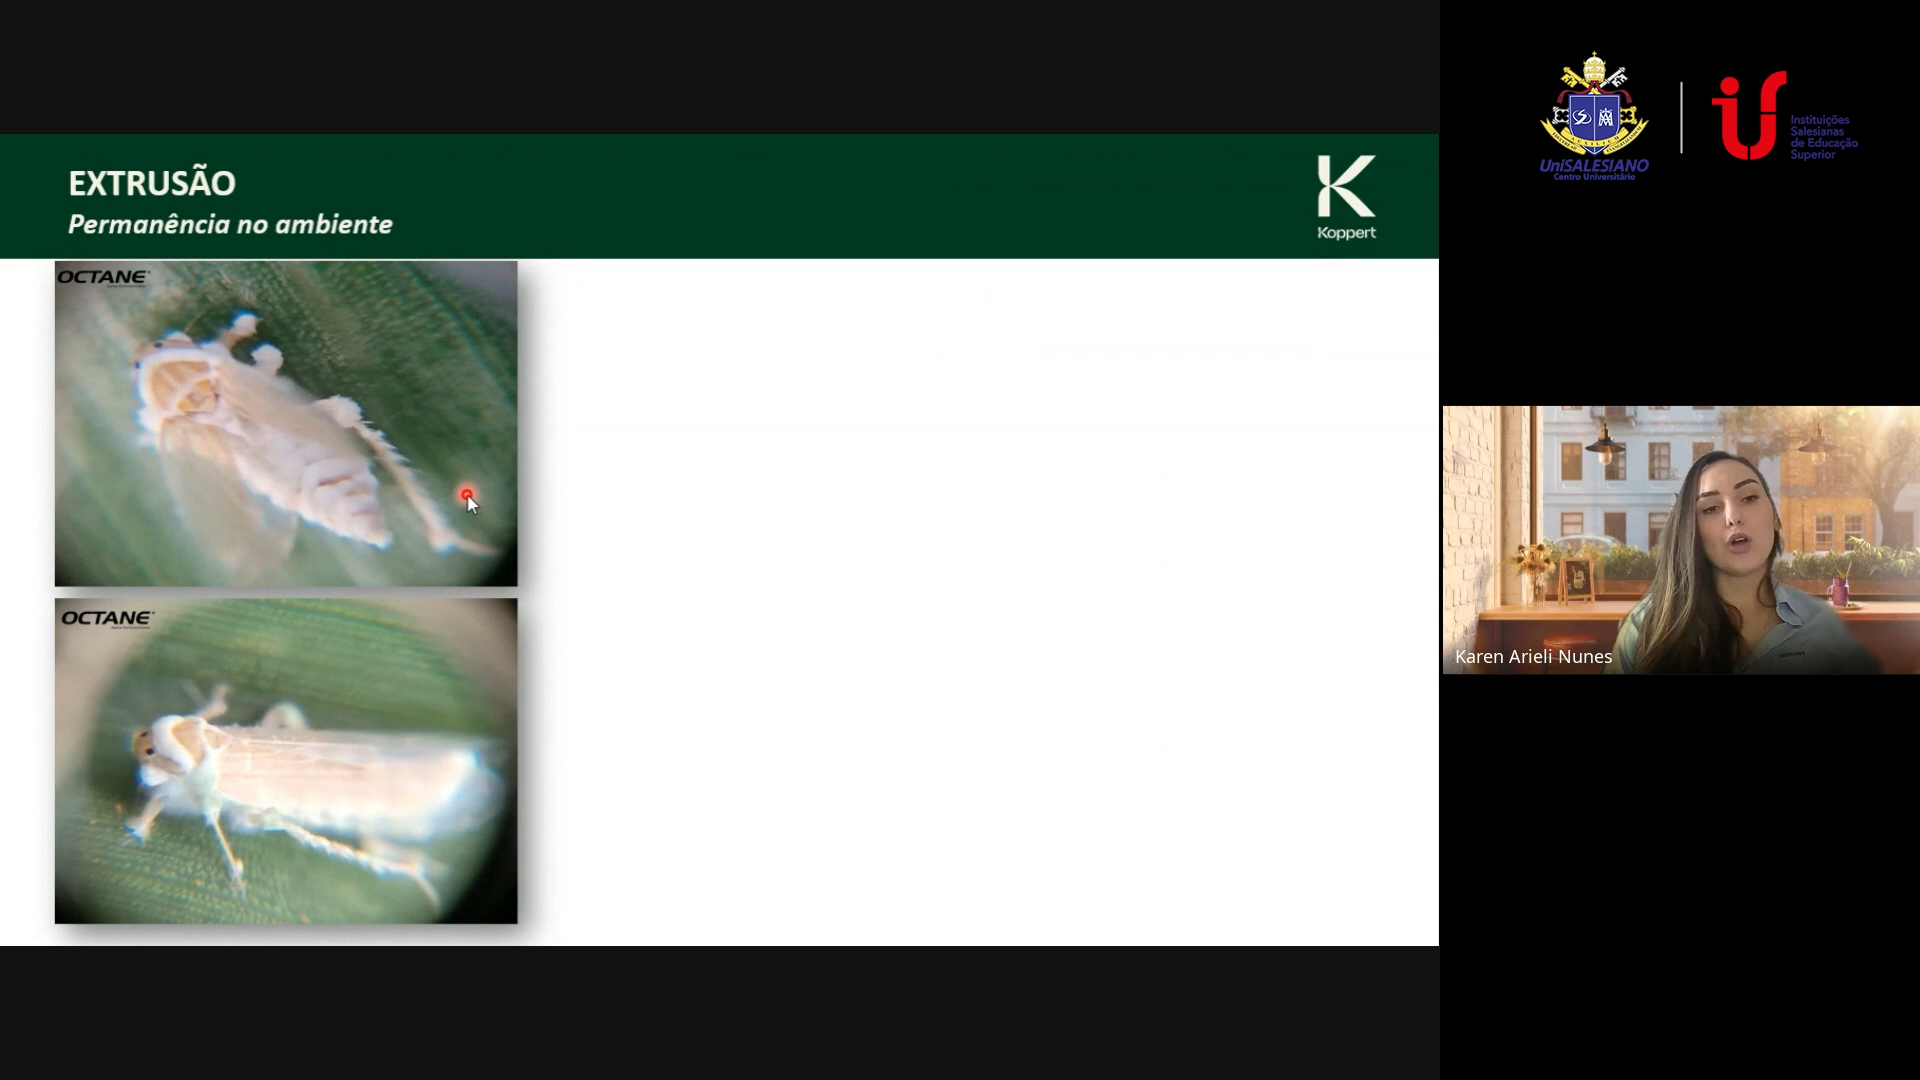 EXTRUSÃO
Permanência no ambiente
Koppert
OCTANE
OCTANE
UniSALESIANO
Centro Universitário
Instituições
Salesianas
de Educação
Superior
Karen Arieli Nunes